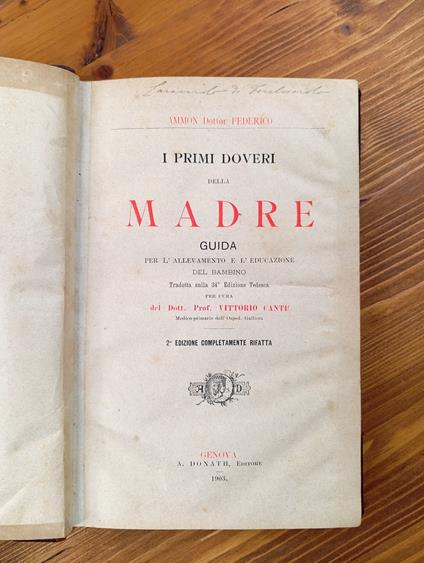 AMMON Dottor FEDERICO
I PRIMI DOVERI
DELLA
MADRE
GUIDA
PER L'ALLEVAMENTO E L'EDUCAZIONE
DEL BAMBINO
Tradotta sulla 34ª Edizione Tedesca
PER CURA
del Dott. Prof. VITTORIO CANTÙ
Medico-primario dell'Osped. Galliera
2ª EDIZIONE COMPLETAMENTE RIFATTA
A D
GENOVA
A. DONATH, EDITORE
1903.